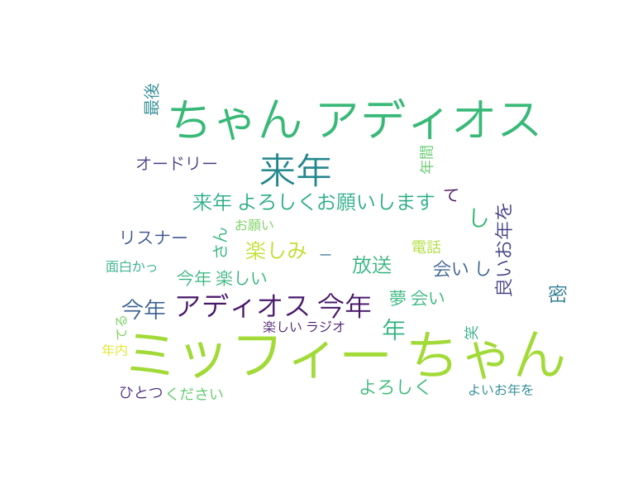 最後
ちゃん アディオス
オードリー
来年
年間
来年 よろしくお願いします
て
し
良いお年を
リスナー
さん
お願い
楽しみ
ー
電話
放送
会い し
面白かっ
今年 楽しい
密
今年
アディオス 今年
夢 会い
てる
楽しい ラジオ
年
笑
年内
ミッフィー ちゃん
ひとつ
ください
よろしく
よいお年を